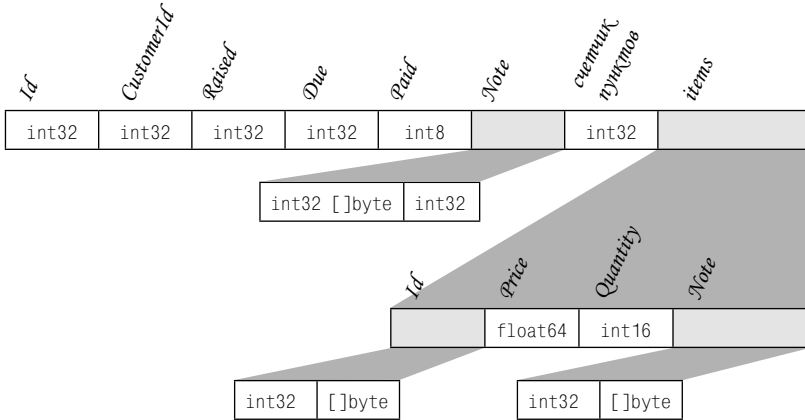 Id CustomerId Raised Due Paid Note счетчик пунктов items
int32 int32 int32 int32 int8 int32
int32 []byte int32
Id Price Quantity Note
float64 int16
int32 []byte int32 []byte